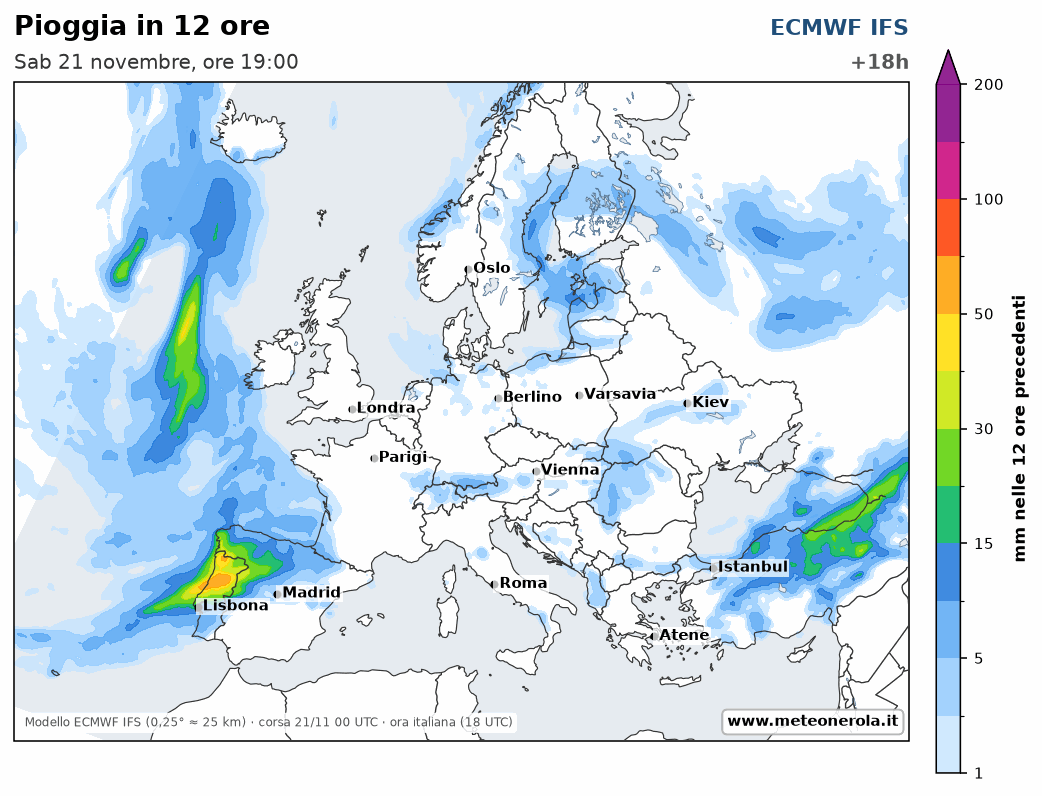 Pioggia in 12 ore
ECMWF IFS
Sab 21 novembre, ore 19:00
+18h
200
100
50
30
15
5
1
mm nelle 12 ore precedenti
Oslo
Londra
Berlino
Varsavia
Kiev
Parigi
Vienna
Istanbul
Roma
Madrid
Lisbona
Atene
Modello ECMWF IFS (0,25° ≈ 25 km) · corsa 21/11 00 UTC · ora italiana (18 UTC)
www.meteonerola.it